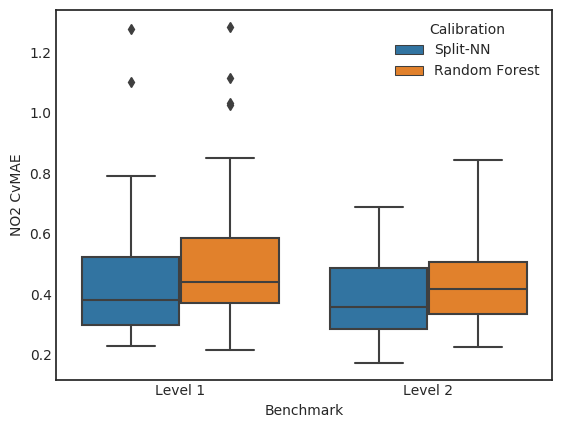 Calibration
Split-NN
Random Forest
NO2 CvMAE
1.2
1.0
0.8
0.6
0.4
0.2
Level 1
Level 2
Benchmark